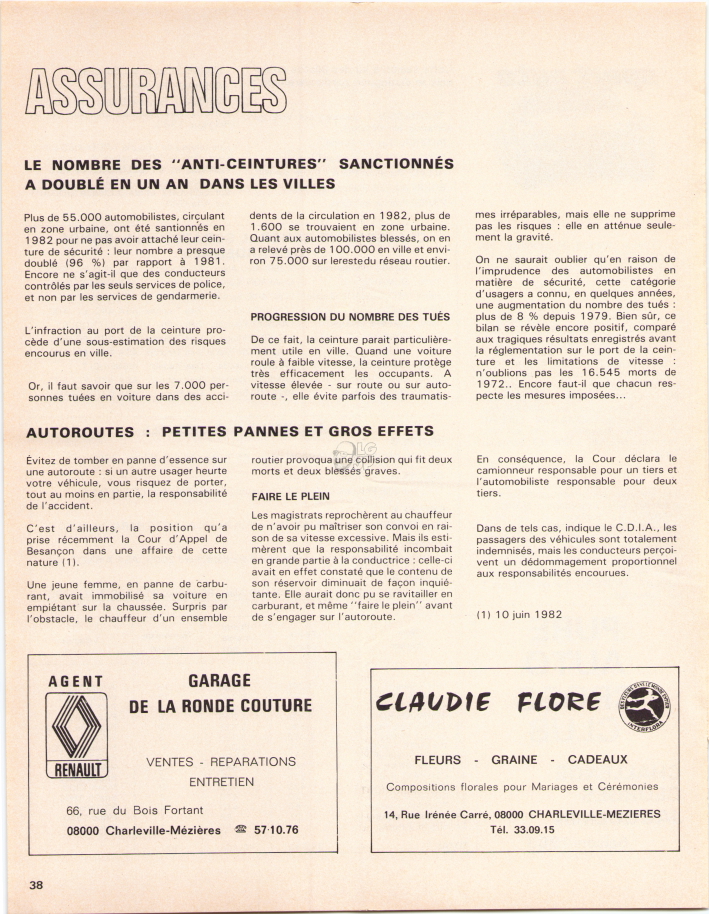 ASSURANCES
LE NOMBRE DES ‘‘ANTI-CEINTURES’’ SANCTIONNÉS
A DOUBLÉ EN UN AN DANS LES VILLES
Plus de 55.000 automobilistes, circulant
en zone urbaine, ont été santionnés en
1982 pour ne pas avoir attaché leur cein-
ture de sécurité : leur nombre a presque
doublé (96 %) par rapport à 1981.
Encore ne s'agit-il que des conducteurs
contrôlés par les seuls services de police,
et non par les services de gendarmerie.
L'infraction au port de la ceinture pro-
cède d'une sous-estimation des risques
encourus en ville.
Or, il faut savoir que sur les 7.000 per-
sonnes tuées en voiture dans des acci-
dents de la circulation en 1982, plus de
1.600 se trouvaient en zone urbaine.
Quant aux automobilistes blessés, on en
a relevé près de 100.000 en ville et envi-
ron 75.000 sur lerestedu réseau routier.
PROGRESSION DU NOMBRE DES TUÉS
De ce fait, la ceinture parait particulière-
ment utile en ville. Quand une voiture
roule à faible vitesse, la ceinture protège
très efficacement les occupants. A
vitesse élevée - sur route ou sur auto-
route -, elle évite parfois des traumatis-
mes irréparables, mais elle ne supprime
pas les risques : elle en atténue seule-
ment la gravité.
On ne saurait oublier qu'en raison de
l'imprudence des automobilistes en
matière de sécurité, cette catégorie
d'usagers a connu, en quelques années,
une augmentation du nombre des tués :
plus de 8 % depuis 1979. Bien sûr, ce
bilan se révèle encore positif, comparé
aux tragiques résultats enregistrés avant
la réglementation sur le port de la cein-
ture et les limitations de vitesse :
n'oublions pas les 16.545 morts de
1972.. Encore faut-il que chacun res-
pecte les mesures imposées...
AUTOROUTES : PETITES PANNES ET GROS EFFETS
Évitez de tomber en panne d'essence sur
une autoroute : si un autre usager heurte
votre véhicule, vous risquez de porter,
tout au moins en partie, la responsabilité
de l'accident.
C'est d'ailleurs, la position qu'a
prise récemment la Cour d'Appel de
Besançon dans une affaire de cette
nature (1).
Une jeune femme, en panne de carbu-
rant, avait immobilisé sa voiture en
empiétant sur la chaussée. Surpris par
l'obstacle, le chauffeur d'un ensemble
routier provoqua une collision qui fit deux
morts et deux blessés graves.
FAIRE LE PLEIN
Les magistrats reprochèrent au chauffeur
de n'avoir pu maîtriser son convoi en rai-
son de sa vitesse excessive. Mais ils esti-
mèrent que la responsabilité incombait
en grande partie à la conductrice : celle-ci
avait en effet constaté que le contenu de
son réservoir diminuait de façon inquié-
tante. Elle aurait donc pu se ravitailler en
carburant, et même ‘‘faire le plein’’ avant
de s'engager sur l'autoroute.
En conséquence, la Cour déclara le
camionneur responsable pour un tiers et
l'automobiliste responsable pour deux
tiers.
Dans de tels cas, indique le C.D.I.A., les
passagers des véhicules sont totalement
indemnisés, mais les conducteurs perçoi-
vent un dédommagement proportionnel
aux responsabilités encourues.
(1) 10 juin 1982
AGENT
RENAULT
GARAGE
DE LA RONDE COUTURE
VENTES - REPARATIONS
ENTRETIEN
66, rue du Bois Fortant
08000 Charleville-Mézières ☎ 57·10.76
CLAUDIE FLORE
INTERFLORA
FLEURS - GRAINE - CADEAUX
Compositions florales pour Mariages et Cérémonies
14, Rue Irénée Carré, 08000 CHARLEVILLE-MEZIERES
Tél. 33.09.15
38